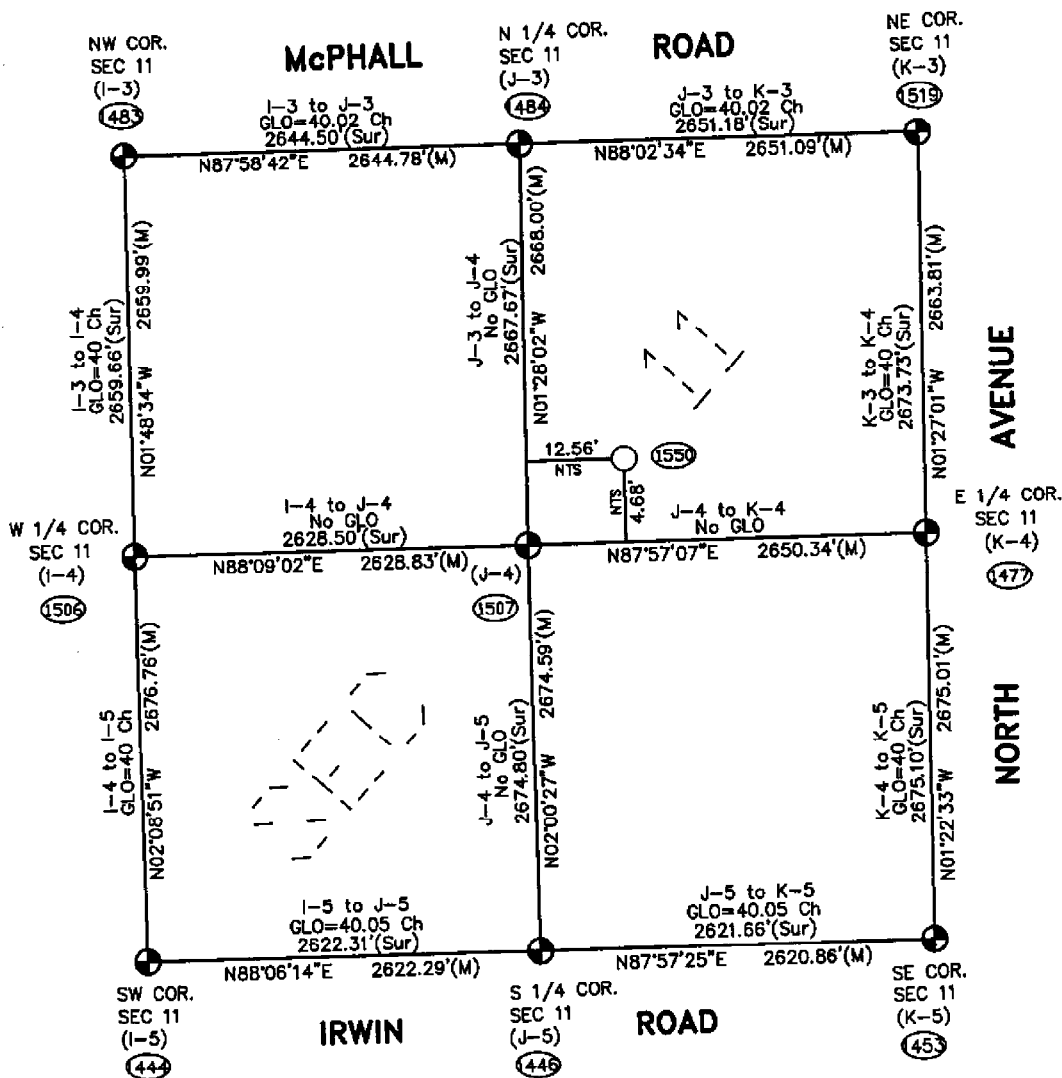 NW COR.
SEC 11
(I-3)
1483
McPHALL
N 1/4 COR.
SEC 11
(J-3)
1484
ROAD
NE COR.
SEC 11
(K-3)
1519
I-3 to J-3
GLO=40.02 Ch
2644.50'(Sur)
N87°58'42"E 2644.78'(M)
J-3 to K-3
GLO=40.02 Ch
2651.18'(Sur)
N88°02'34"E 2651.09'(M)
I-3 to I-4
GLO=40 Ch
2659.66'(Sur)
N01°48'34"W 2659.99'(M)
J-3 to J-4
No GLO
2667.67'(Sur)
N01°28'02"W 2668.00'(M)
11
K-3 to K-4
GLO=40 Ch
2673.73'(Sur)
N01°27'01"W 2663.81'(M)
AVENUE
12.56'
NTS
1550
NTS
4.68'
W 1/4 COR.
SEC 11
(I-4)
1506
I-4 to J-4
No GLO
2628.50'(Sur)
N88°09'02"E 2628.83'(M)
(J-4)
1507
J-4 to K-4
No GLO
N87°57'07"E 2650.34'(M)
E 1/4 COR.
SEC 11
(K-4)
1477
I-4 to I-5
GLO=40 Ch
N02°08'51"W 2676.76'(M)
J-4 to J-5
No GLO
2674.80'(Sur)
N02°00'27"W 2674.59'(M)
K-4 to K-5
GLO=40 Ch
2675.10'(Sur)
N01°22'33"W 2675.01'(M)
NORTH
I-5 to J-5
GLO=40.05 Ch
2622.31'(Sur)
N88°06'14"E 2622.29'(M)
J-5 to K-5
GLO=40.05 Ch
2621.66'(Sur)
N87°57'25"E 2620.86'(M)
SW COR.
SEC 11
(I-5)
1444
IRWIN
S 1/4 COR.
SEC 11
(J-5)
1446
ROAD
SE COR.
SEC 11
(K-5)
1453